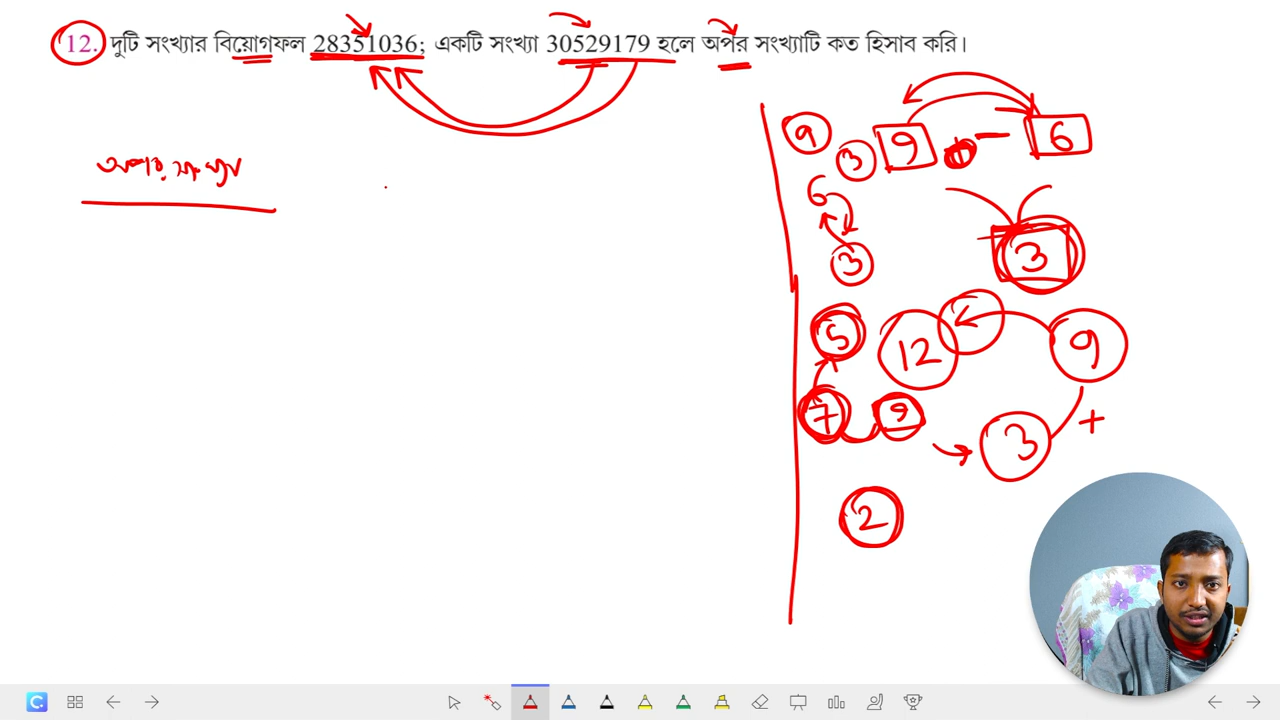 12. দুটি সংখ্যার বিয়োগফল 28351036; একটি সংখ্যা 30529179 হলে অপর সংখ্যাটি কত হিসাব করি।
অপর সংখ্যা
9 3 9 - 6
6
3 3
5 12 9
7 9 3 +
2